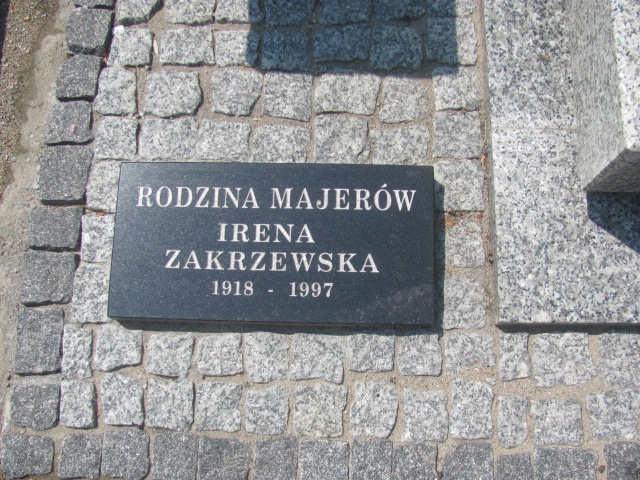 RODZINA MAJERÓW
IRENA
ZAKRZEWSKA
1918 - 1997